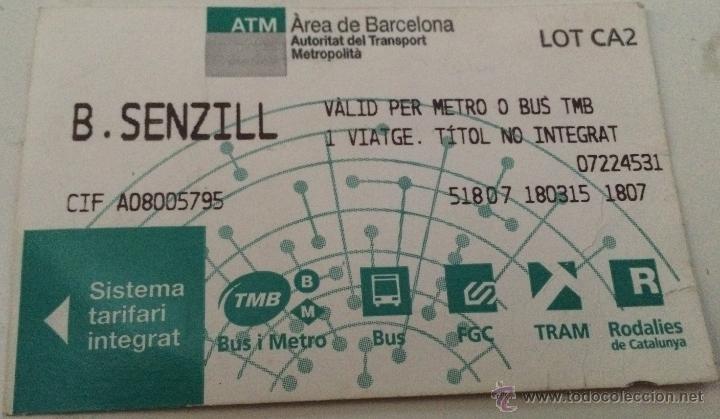 ATM Àrea de Barcelona
Autoritat del Transport
Metropolità
LOT CA2
B.SENZILL
VÀLID PER METRO O BUS TMB
1 VIATGE. TÍTOL NO INTEGRAT
07224531
CIF A08005795
51807 180315 1807
Sistema
tarifari
integrat
TMB
B
M
Bus i Metro
Bus
FGC
TRAM
R
Rodalies
de Catalunya
© www.todocoleccion.net